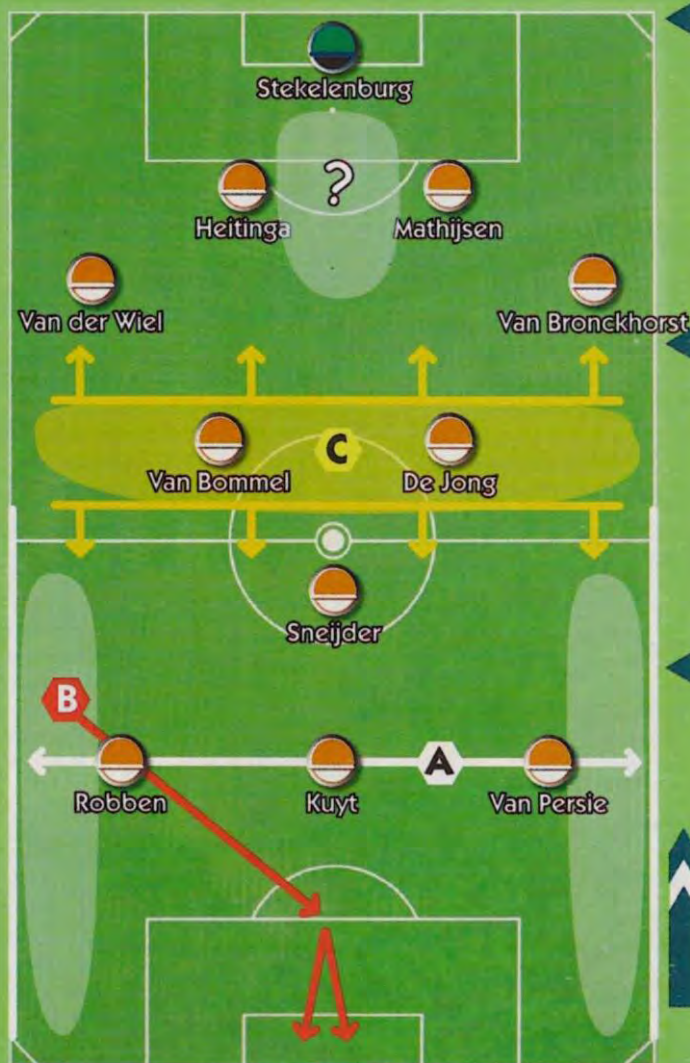 Stekelenburg
?
Heitinga Mathijsen
Van der Wiel Van Bronckhorst
C
Van Bommel De Jong
Sneijder
B
A
Robben Kuyt Van Persie